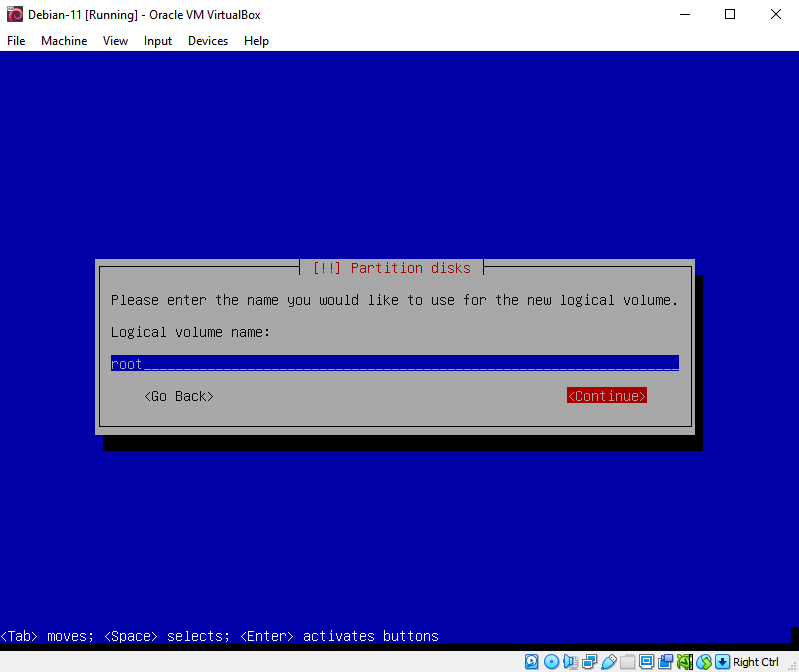 Debian-11 [Running] - Oracle VM VirtualBox
File Machine View Input Devices Help
[!!] Partition disks
Please enter the name you would like to use for the new logical volume.
Logical volume name:
root
<Go Back> <Continue>
<Tab> moves; <Space> selects; <Enter> activates buttons
Right Ctrl